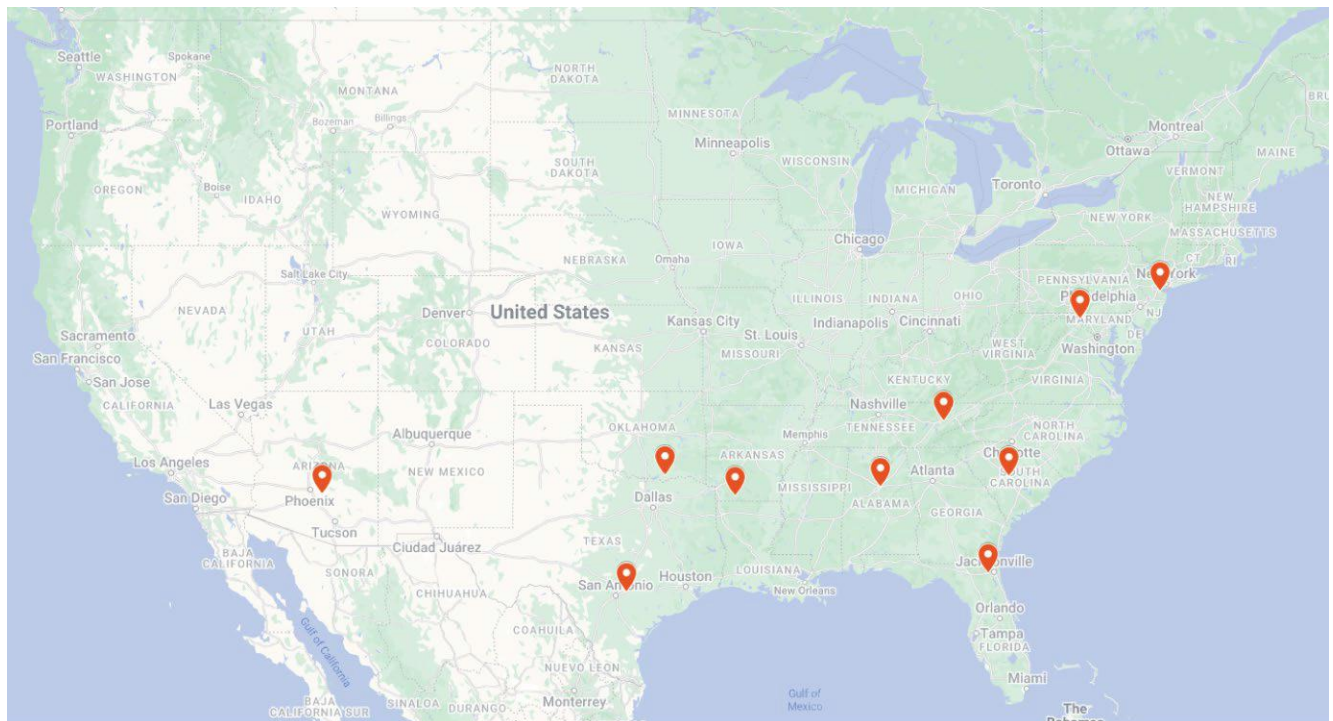 Seattle
Spokane
WASHINGTON
MONTANA
NORTH
DAKOTA
MINNESOTA
Montreal
Ottawa
MAINE
Portland
Bozeman
Billings
Minneapolis
WISCONSIN
VERMONT
SOUTH
DAKOTA
MICHIGAN
Toronto
NEW
HAMPSHIRE
OREGON
Boise
IDAHO
WYOMING
NEW YORK
MASSACHUSETTS
Chicago
IOWA
CT
RI
NEBRASKA
Omaha
Salt Lake City
PENNSYLVANIA
NEVADA
ILLINOIS
INDIANA
OHIO
Philadelphia
United States
Denver
Kansas City
Indianapolis
Cincinnati
MARYLAND
NJ
DE
Sacramento
UTAH
COLORADO
KANSAS
St. Louis
MISSOURI
WEST
VIRGINIA
Washington
San Francisco
San Jose
KENTUCKY
VIRGINIA
CALIFORNIA
Las Vegas
Nashville
TENNESSEE
OKLAHOMA
Albuquerque
Memphis
NORTH
CAROLINA
Los Angeles
ARIZONA
NEW MEXICO
ARKANSAS
Charlotte
Atlanta
SOUTH
CAROLINA
San Diego
Phoenix
Dallas
MISSISSIPPI
ALABAMA
GEORGIA
Tucson
Ciudad Juárez
TEXAS
BAJA
CALIFORNIA
SONORA
CHIHUAHUA
San Antonio
Houston
LOUISIANA
New Orleans
Jacksonville
Orlando
Tampa
FLORIDA
COAHUILA
Gulf of California
NUEVO LEON
Miami
BAJA
CALIFORNIA SUR
SINALOA
DURANGO
Monterrey
Gulf of
Mexico
The